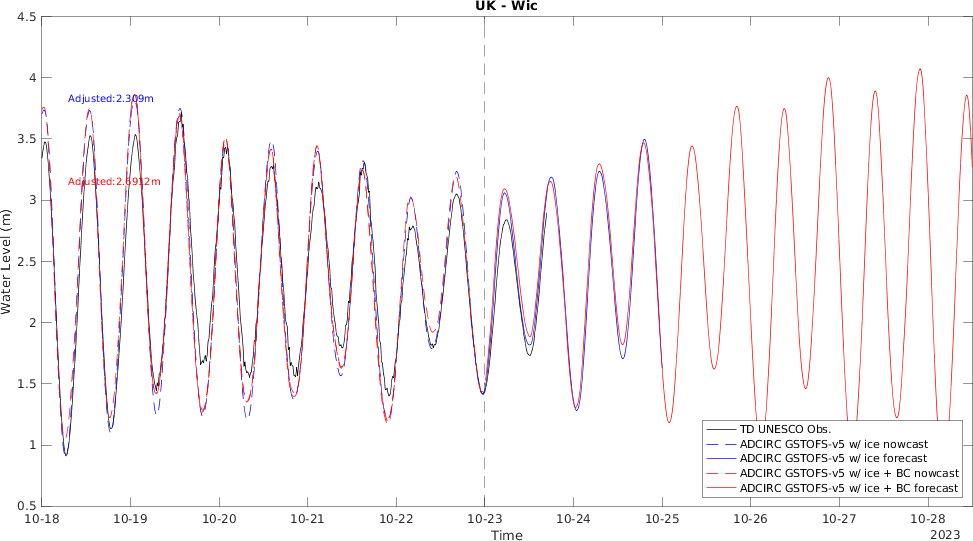 UK - Wic
4.5
4
3.5
3
2.5
2
1.5
1
0.5
Water Level (m)
Adjusted:2.309m
Adjusted:2.6912m
TD UNESCO Obs.
ADCIRC GSTOFS-v5 w/ ice nowcast
ADCIRC GSTOFS-v5 w/ ice forecast
ADCIRC GSTOFS-v5 w/ ice + BC nowcast
ADCIRC GSTOFS-v5 w/ ice + BC forecast
10-18 10-19 10-20 10-21 10-22 10-23 10-24 10-25 10-26 10-27 10-28
Time
2023